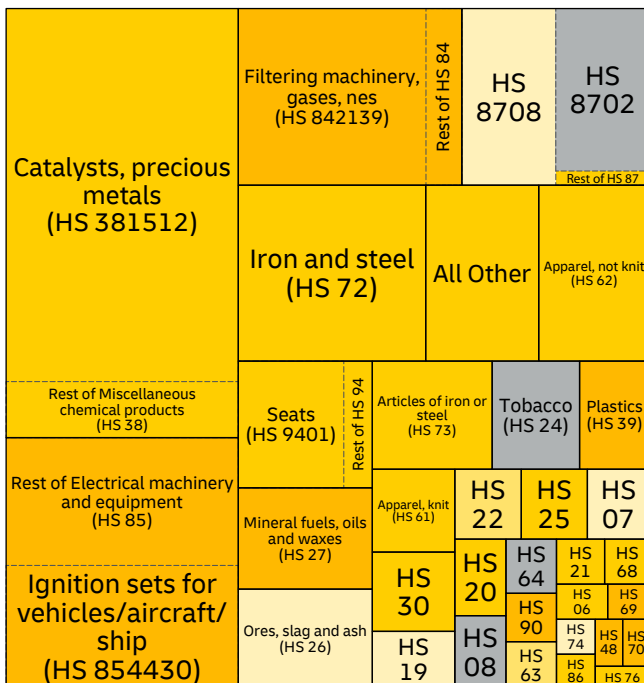 Catalysts, precious
metals
(HS 381512)
Rest of Miscellaneous
chemical products
(HS 38)
Rest of Electrical machinery
and equipment
(HS 85)
Ignition sets for
vehicles/aircraft/
ship
(HS 854430)
Filtering machinery,
gases, nes
(HS 842139)
Rest of HS 84
HS
8708
HS
8702
Rest of HS 87
Iron and steel
(HS 72)
All Other
Apparel, not knit
(HS 62)
Seats
(HS 9401)
Rest of HS 94
Mineral fuels, oils
and waxes
(HS 27)
Ores, slag and ash
(HS 26)
Articles of iron or
steel
(HS 73)
Tobacco
(HS 24)
Plastics
(HS 39)
Apparel, knit
(HS 61)
HS
30
HS
19
HS
22
HS
25
HS
07
HS
20
HS
08
HS
64
HS
90
HS
63
HS
21
HS
68
HS
06
HS
69
HS
74
HS
86
HS
48
HS
70
HS 76